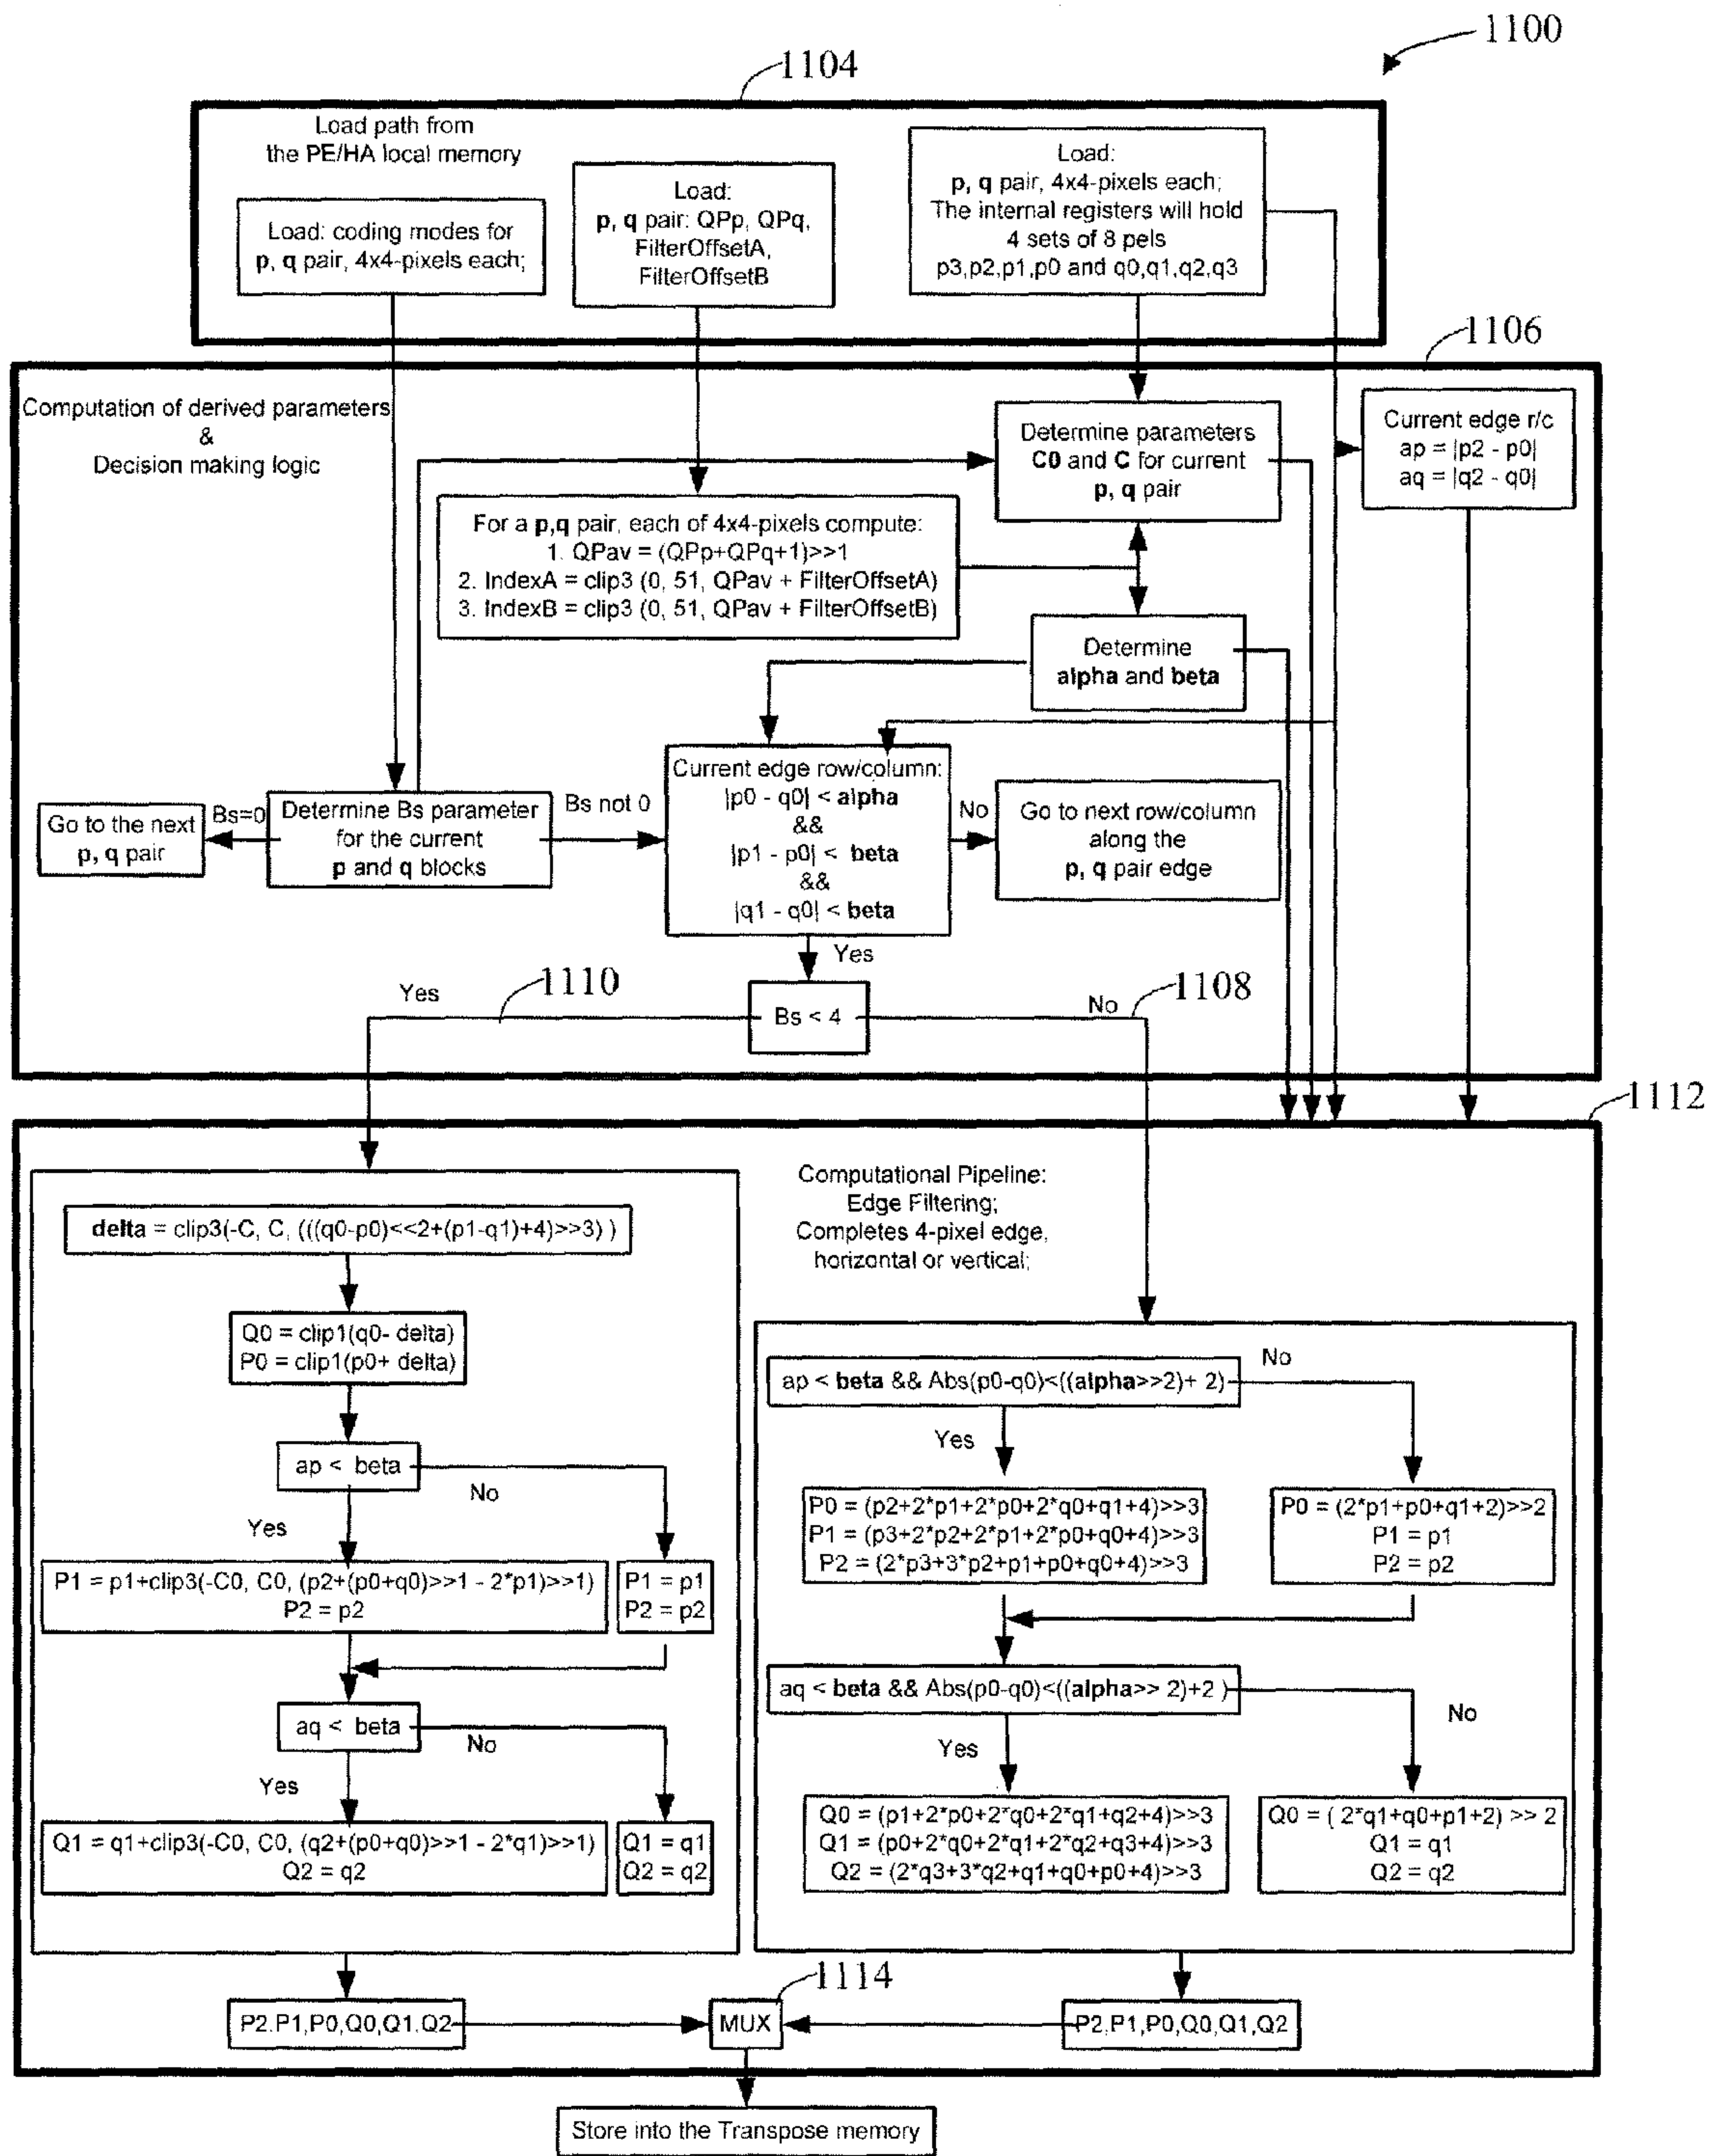 1100
1104
Load path from
the PE/HA local memory
Load: coding modes for
p, q pair, 4x4-pixels each;
Load:
p, q pair: QPp, QPq,
FilterOffsetA,
FilterOffsetB
Load:
p, q pair, 4x4-pixels each;
The internal registers will hold
4 sets of 8 pels
p3,p2,p1,p0 and q0,q1,q2,q3
1106
Computation of derived parameters
&
Decision making logic
Determine parameters
C0 and C for current
p, q pair
Current edge r/c
ap = |p2 - p0|
aq = |q2 - q0|
For a p,q pair, each of 4x4-pixels compute:
1. QPav = (QPp+QPq+1)>>1
2. IndexA = clip3 (0, 51, QPav + FilterOffsetA)
3. IndexB = clip3 (0, 51, QPav + FilterOffsetB)
Determine
alpha and beta
Go to the next
p, q pair
Bs=0
Determine Bs parameter
for the current
p and q blocks
Bs not 0
Current edge row/column:
|p0 - q0| < alpha
&&
|p1 - p0| < beta
&&
|q1 - q0| < beta
No
Go to next row/column
along the
p, q pair edge
Yes
Yes
1110
Bs < 4
No
1108
1112
Computational Pipeline:
Edge Filtering;
Completes 4-pixel edge,
horizontal or vertical;
delta = clip3(-C, C, (((q0-p0)<<2+(p1-q1)+4)>>3) )
Q0 = clip1(q0- delta)
P0 = clip1(p0+ delta)
ap < beta
No
Yes
P1 = p1+clip3(-C0, C0, (p2+(p0+q0)>>1 - 2*p1)>>1)
P2 = p2
P1 = p1
P2 = p2
aq < beta
No
Yes
Q1 = q1+clip3(-C0, C0, (q2+(p0+q0)>>1 - 2*q1)>>1)
Q2 = q2
Q1 = q1
Q2 = q2
ap < beta && Abs(p0-q0)<((alpha>>2)+ 2)
No
Yes
P0 = (p2+2*p1+2*p0+2*q0+q1+4)>>3
P1 = (p3+2*p2+2*p1+2*p0+q0+4)>>3
P2 = (2*p3+3*p2+p1+p0+q0+4)>>3
P0 = (2*p1+p0+q1+2)>>2
P1 = p1
P2 = p2
aq < beta && Abs(p0-q0)<((alpha>> 2)+2 )
No
Yes
Q0 = (p1+2*p0+2*q0+2*q1+q2+4)>>3
Q1 = (p0+2*q0+2*q1+2*q2+q3+4)>>3
Q2 = (2*q3+3*q2+q1+q0+p0+4)>>3
Q0 = ( 2*q1+q0+p1+2) >> 2
Q1 = q1
Q2 = q2
P2,P1,P0,Q0,Q1,Q2
1114
MUX
P2,P1,P0,Q0,Q1,Q2
Store into the Transpose memory